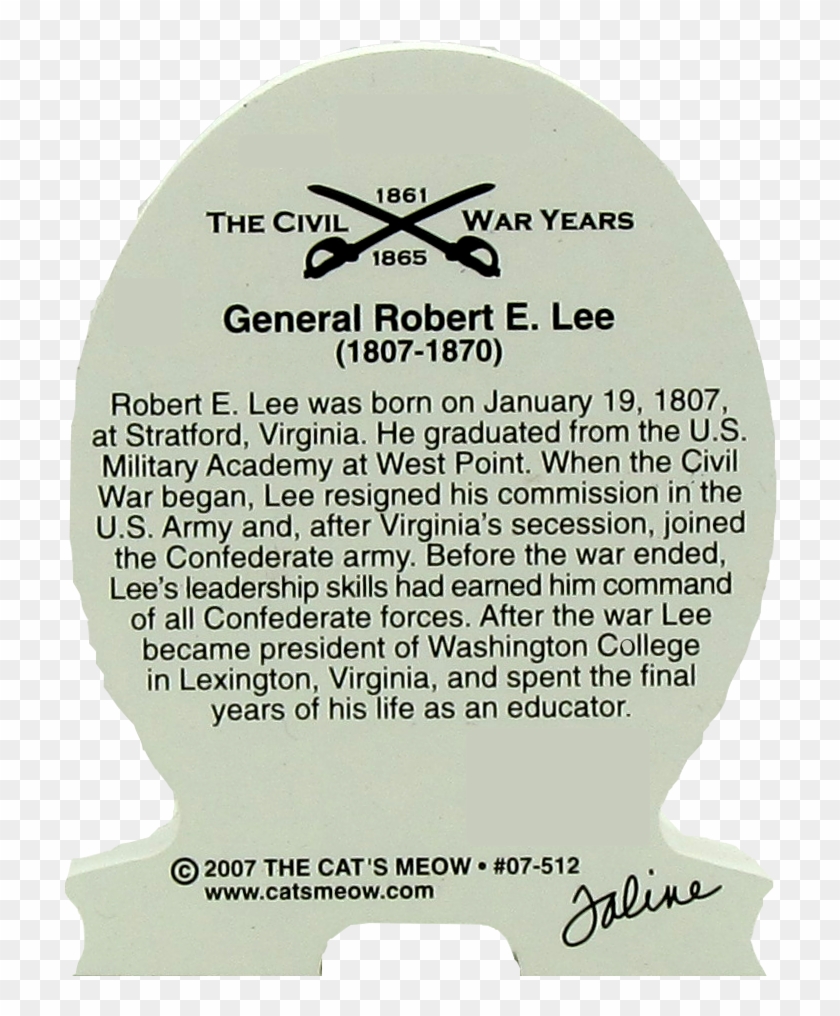 1861
THE CIVIL WAR YEARS
1865
General Robert E. Lee
(1807-1870)
Robert E. Lee was born on January 19, 1807,
at Stratford, Virginia. He graduated from the U.S.
Military Academy at West Point. When the Civil
War began, Lee resigned his commission in the
U.S. Army and, after Virginia's secession, joined
the Confederate army. Before the war ended,
Lee's leadership skills had earned him command
of all Confederate forces. After the war Lee
became president of Washington College
in Lexington, Virginia, and spent the final
years of his life as an educator.
© 2007 THE CAT'S MEOW • #07-512
www.catsmeow.com
Faline